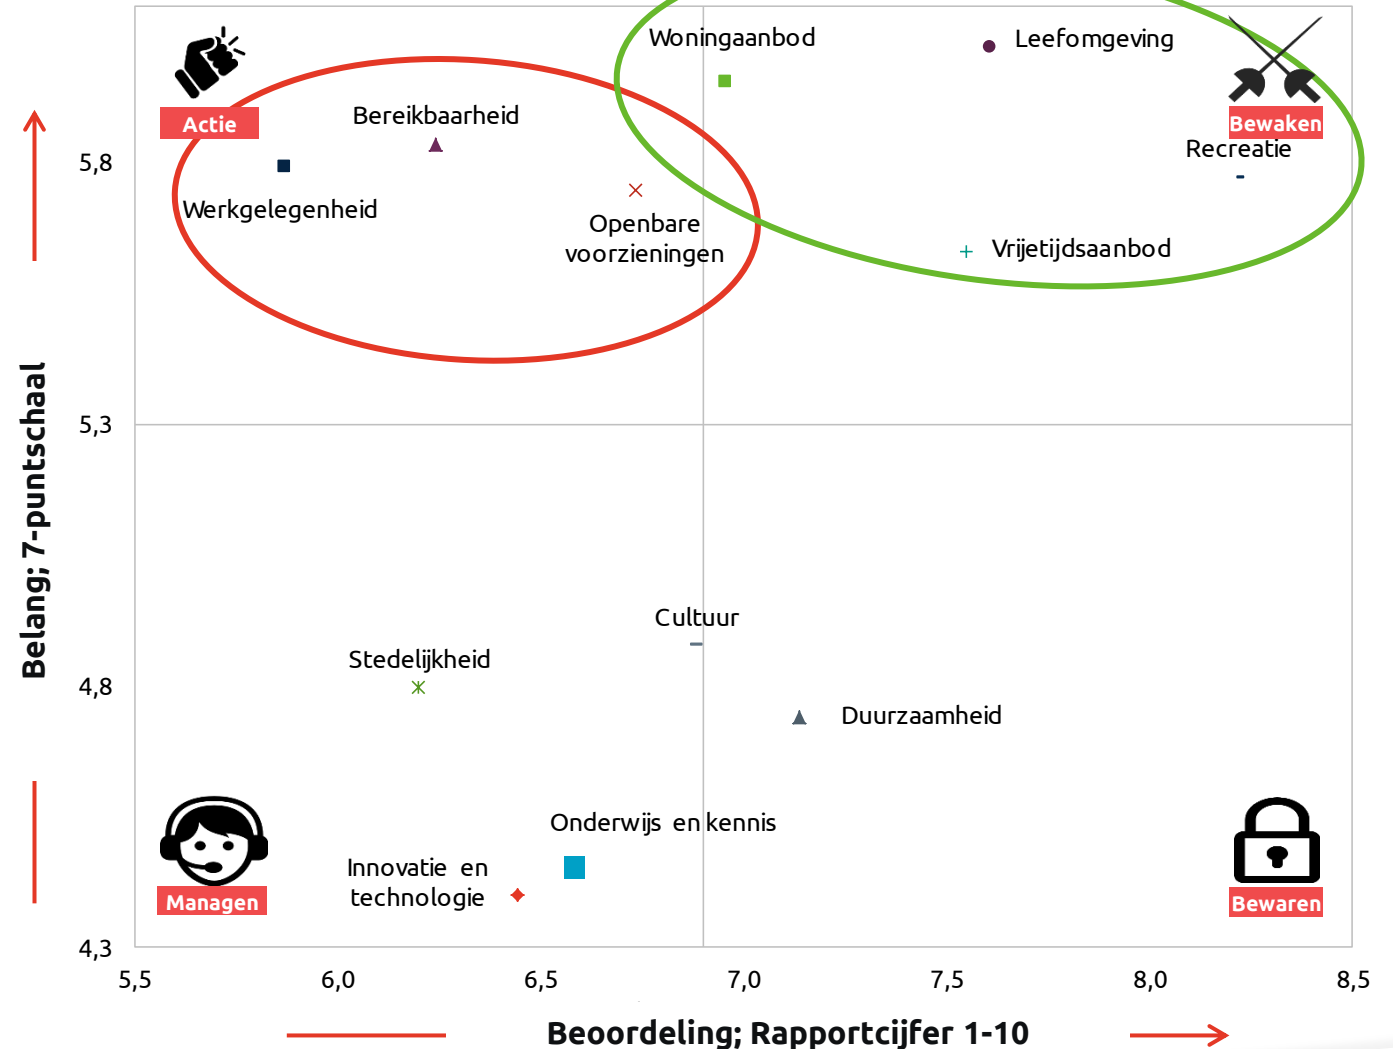 Woningaanbod
Leefomgeving
Actie
Bereikbaarheid
Bewaken
Recreatie
5,8
Werkgelegenheid
Openbare
voorzieningen
Vrijetijdsaanbod
5,3
Belang; 7-puntschaal
Cultuur
Stedelijkheid
4,8
Duurzaamheid
Onderwijs en kennis
Innovatie en
technologie
Managen
Bewaren
4,3
5,5 6,0 6,5 7,0 7,5 8,0 8,5
Beoordeling; Rapportcijfer 1-10